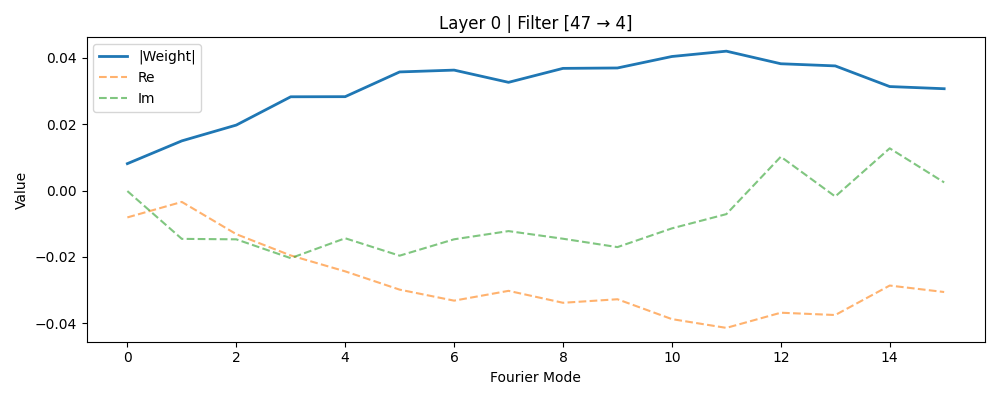 Layer 0 | Filter [47 → 4]
|Weight|
Re
Im
0.04
0.02
0.00
−0.02
−0.04
Value
0 2 4 6 8 10 12 14
Fourier Mode